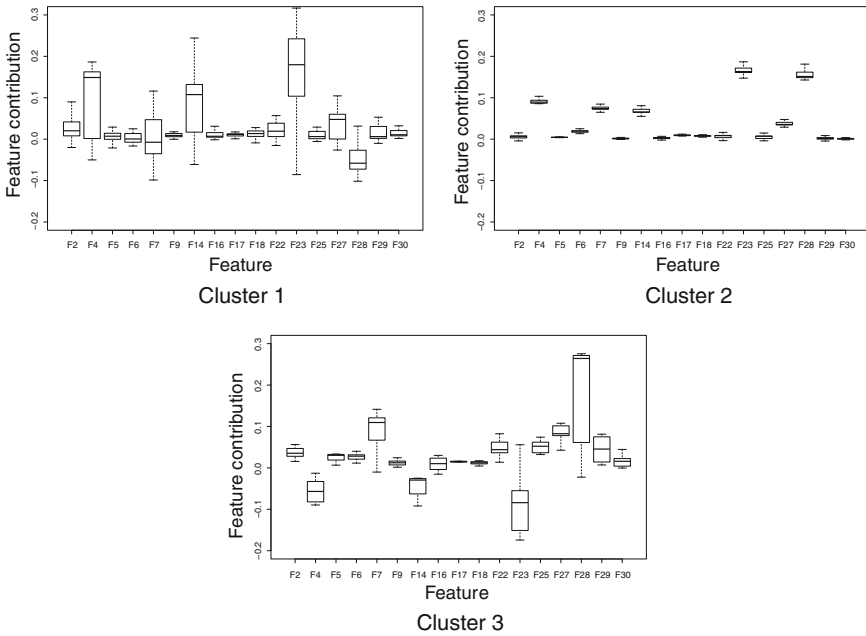 Feature contribution
0.3
0.2
0.1
0.0
-0.1
-0.2
F2 F4 F5 F6 F7 F9 F14 F16 F17 F18 F22 F23 F25 F27 F28 F29 F30
Feature
Cluster 1
Feature contribution
0.3
0.2
0.1
0.0
-0.1
-0.2
F2 F4 F5 F6 F7 F9 F14 F16 F17 F18 F22 F23 F25 F27 F28 F29 F30
Feature
Cluster 2
Feature contribution
0.3
0.2
0.1
0.0
-0.1
-0.2
F2 F4 F5 F6 F7 F9 F14 F16 F17 F18 F22 F23 F25 F27 F28 F29 F30
Feature
Cluster 3